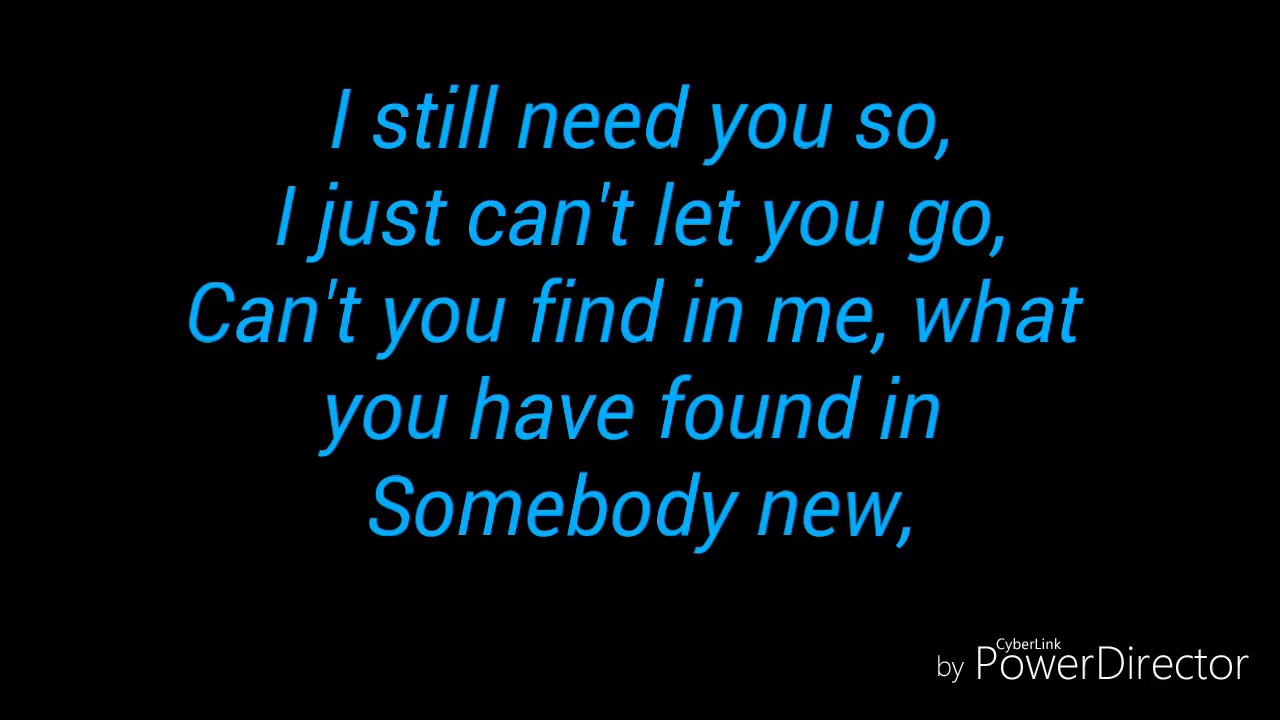 I still need you so,
I just can't let you go,
Can't you find in me, what
you have found in
Somebody new,
CyberLink
by PowerDirector